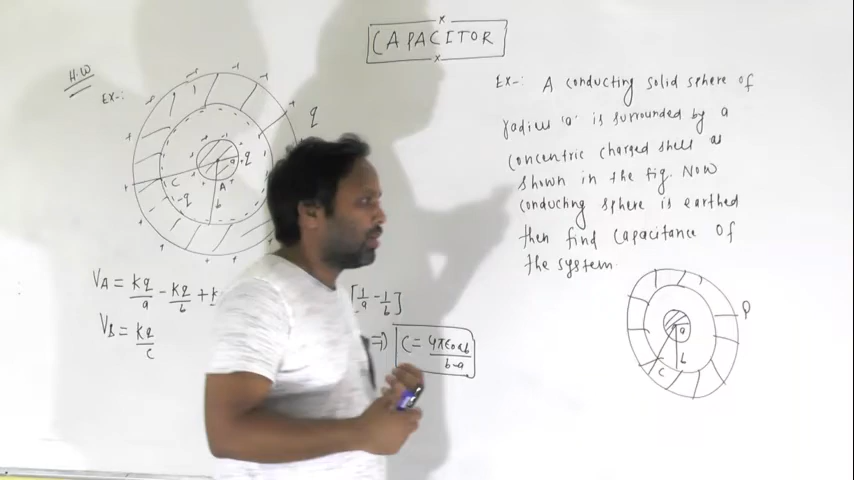 CAPACITOR
H.W
Ex-:
q
a
q
A
C
b
-q
V_A = kq/a - kq/b + k
[1/a - 1/b]
V_B = kq/c
=> C = 4πε0ab/b-a
Ex-: A conducting solid sphere of
radius 'a' is surrounded by a
concentric charged shell as
shown in the fig. Now
conducting sphere is earthed
then find capacitance of
the system.
a
b
c